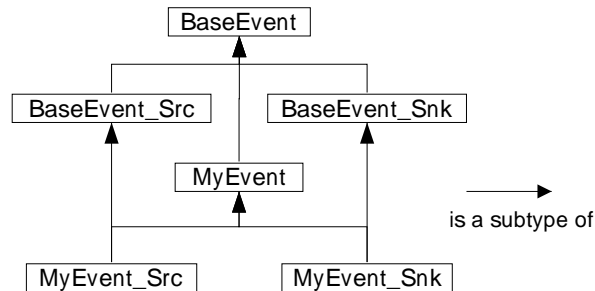 BaseEvent
BaseEvent_Src
BaseEvent_Snk
MyEvent
is a subtype of
MyEvent_Src
MyEvent_Snk